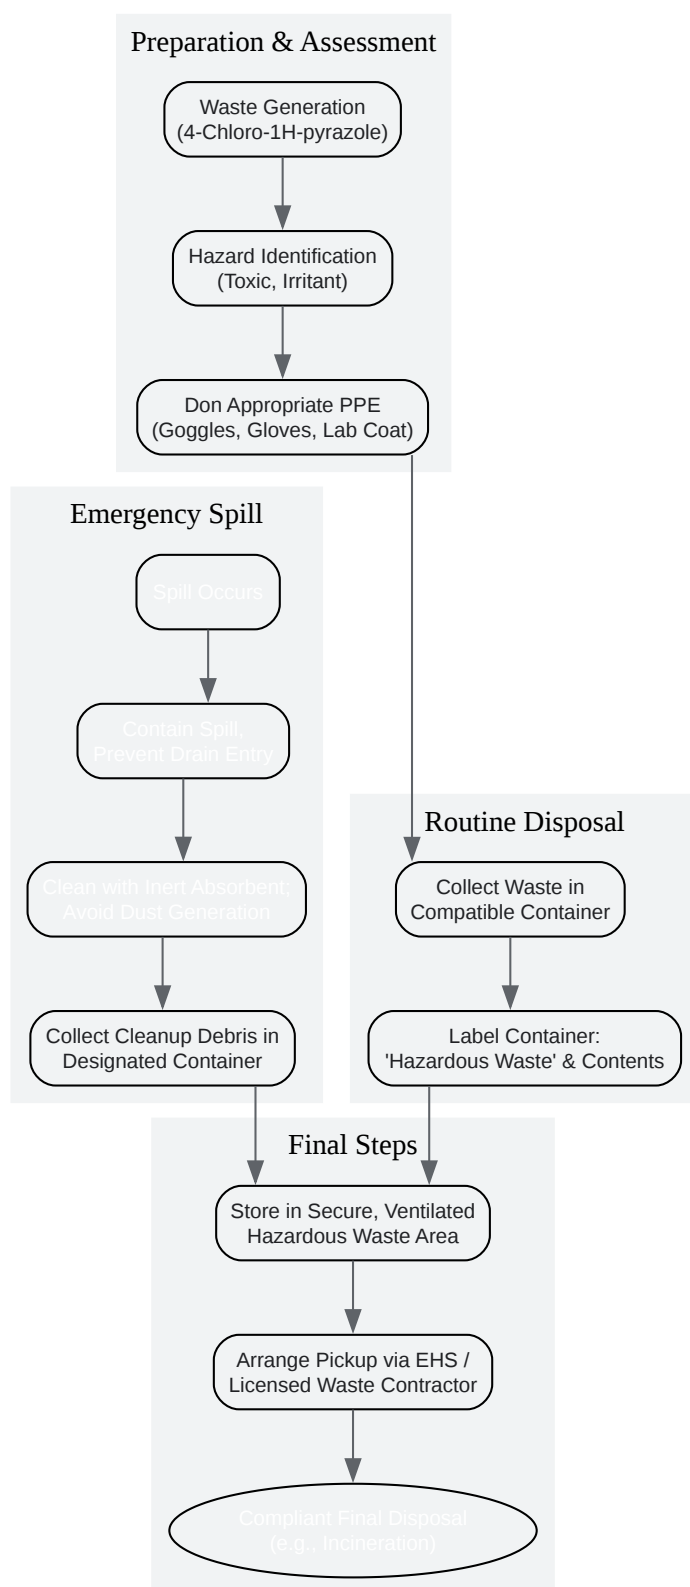 Preparation & Assessment
Waste Generation
(4-Chloro-1H-pyrazole)
Hazard Identification
(Toxic, Irritant)
Don Appropriate PPE
(Goggles, Gloves, Lab Coat)
Emergency Spill
Spill Occurs
Contain Spill,
Prevent Drain Entry
Clean with Inert Absorbent;
Avoid Dust Generation
Collect Cleanup Debris in
Designated Container
Routine Disposal
Collect Waste in
Compatible Container
Label Container:
'Hazardous Waste' & Contents
Final Steps
Store in Secure, Ventilated
Hazardous Waste Area
Arrange Pickup via EHS /
Licensed Waste Contractor
Compliant Final Disposal
(e.g., Incineration)